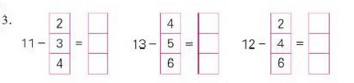 3.
2 4 2
11 – 3 = 13 – 5 = 12 – 4 =
4 6 6